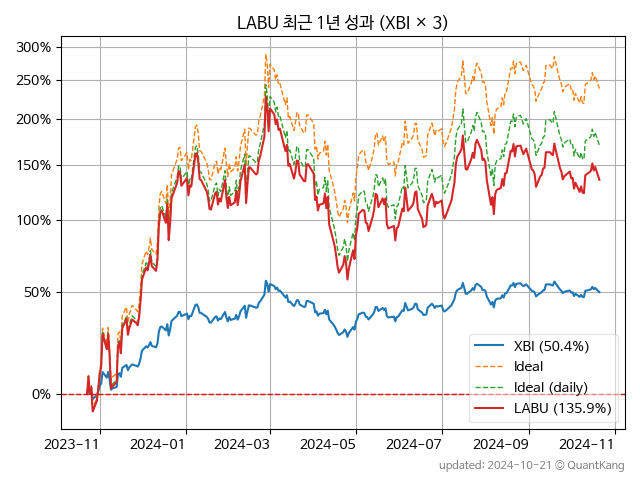 LABU 최근 1년 성과 (XBI × 3)
300%
250%
200%
150%
100%
50%
0%
XBI (50.4%)
Ideal
Ideal (daily)
LABU (135.9%)
2023-11
2024-01
2024-03
2024-05
2024-07
2024-09
2024-11
updated: 2024-10-21 © QuantKang